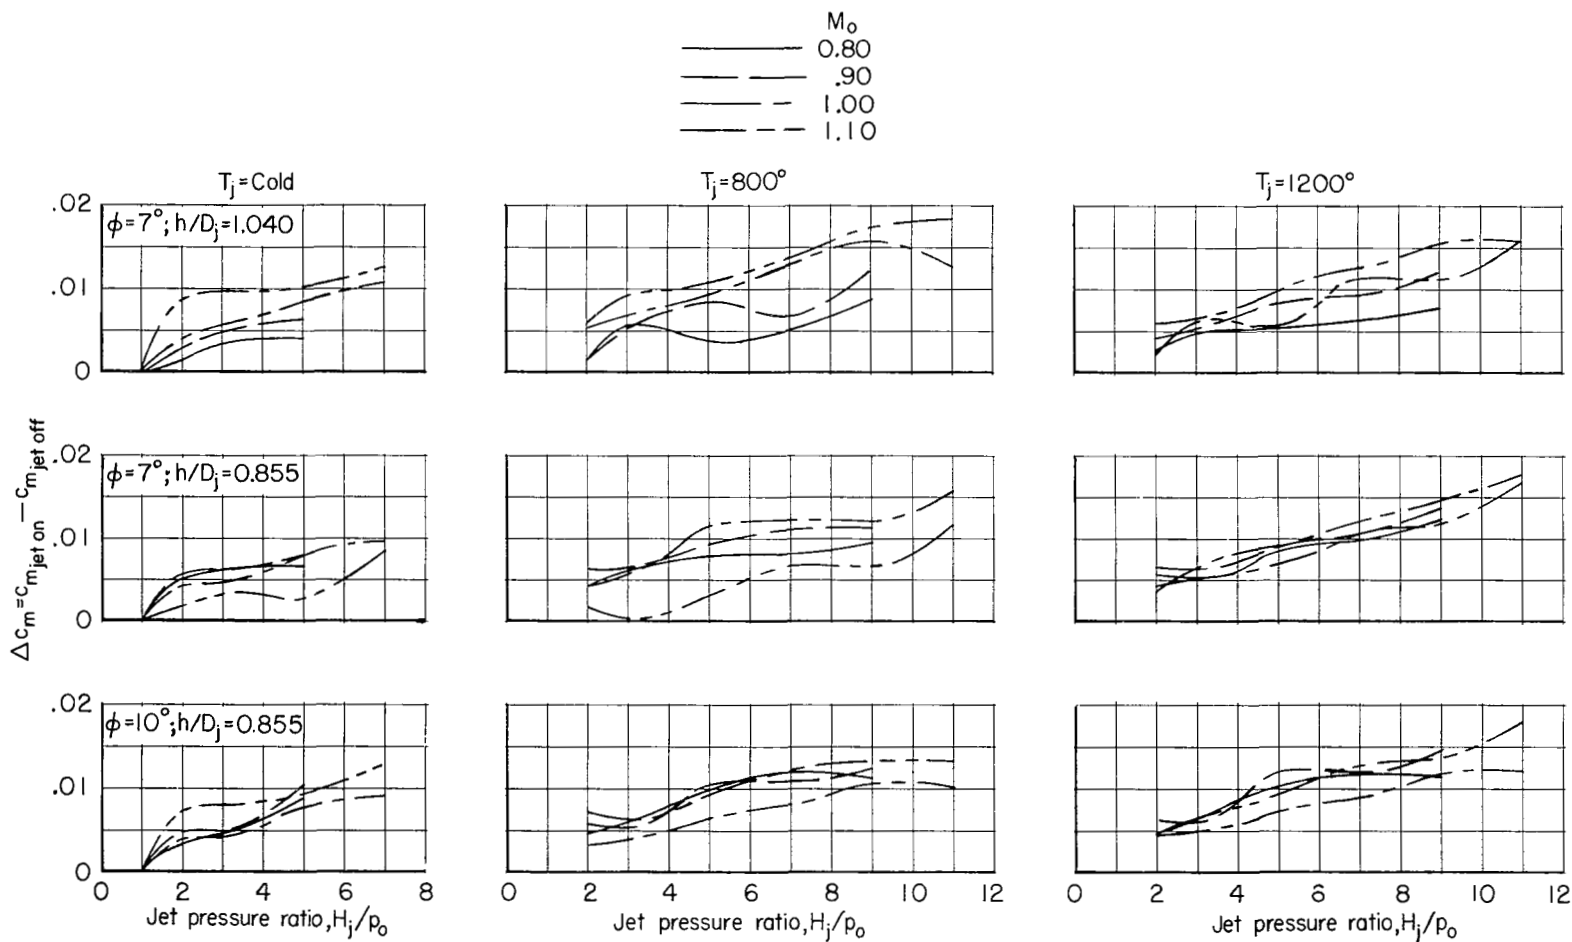 M₀
0.80
.90
1.00
1.10
Tⱼ=Cold
Tⱼ=800°
Tⱼ=1200°
.02
ϕ=7°; h/Dⱼ=1.040
.01
0
.02
ϕ=7°; h/Dⱼ=0.855
.01
0
Δcₘ=cₘ jet on — cₘ jet off
.02
ϕ=10°; h/Dⱼ=0.855
.01
0
0 2 4 6 8 0 2 4 6 8 10 12 0 2 4 6 8 10 12
Jet pressure ratio, Hⱼ/p₀ Jet pressure ratio, Hⱼ/p₀ Jet pressure ratio, Hⱼ/p₀